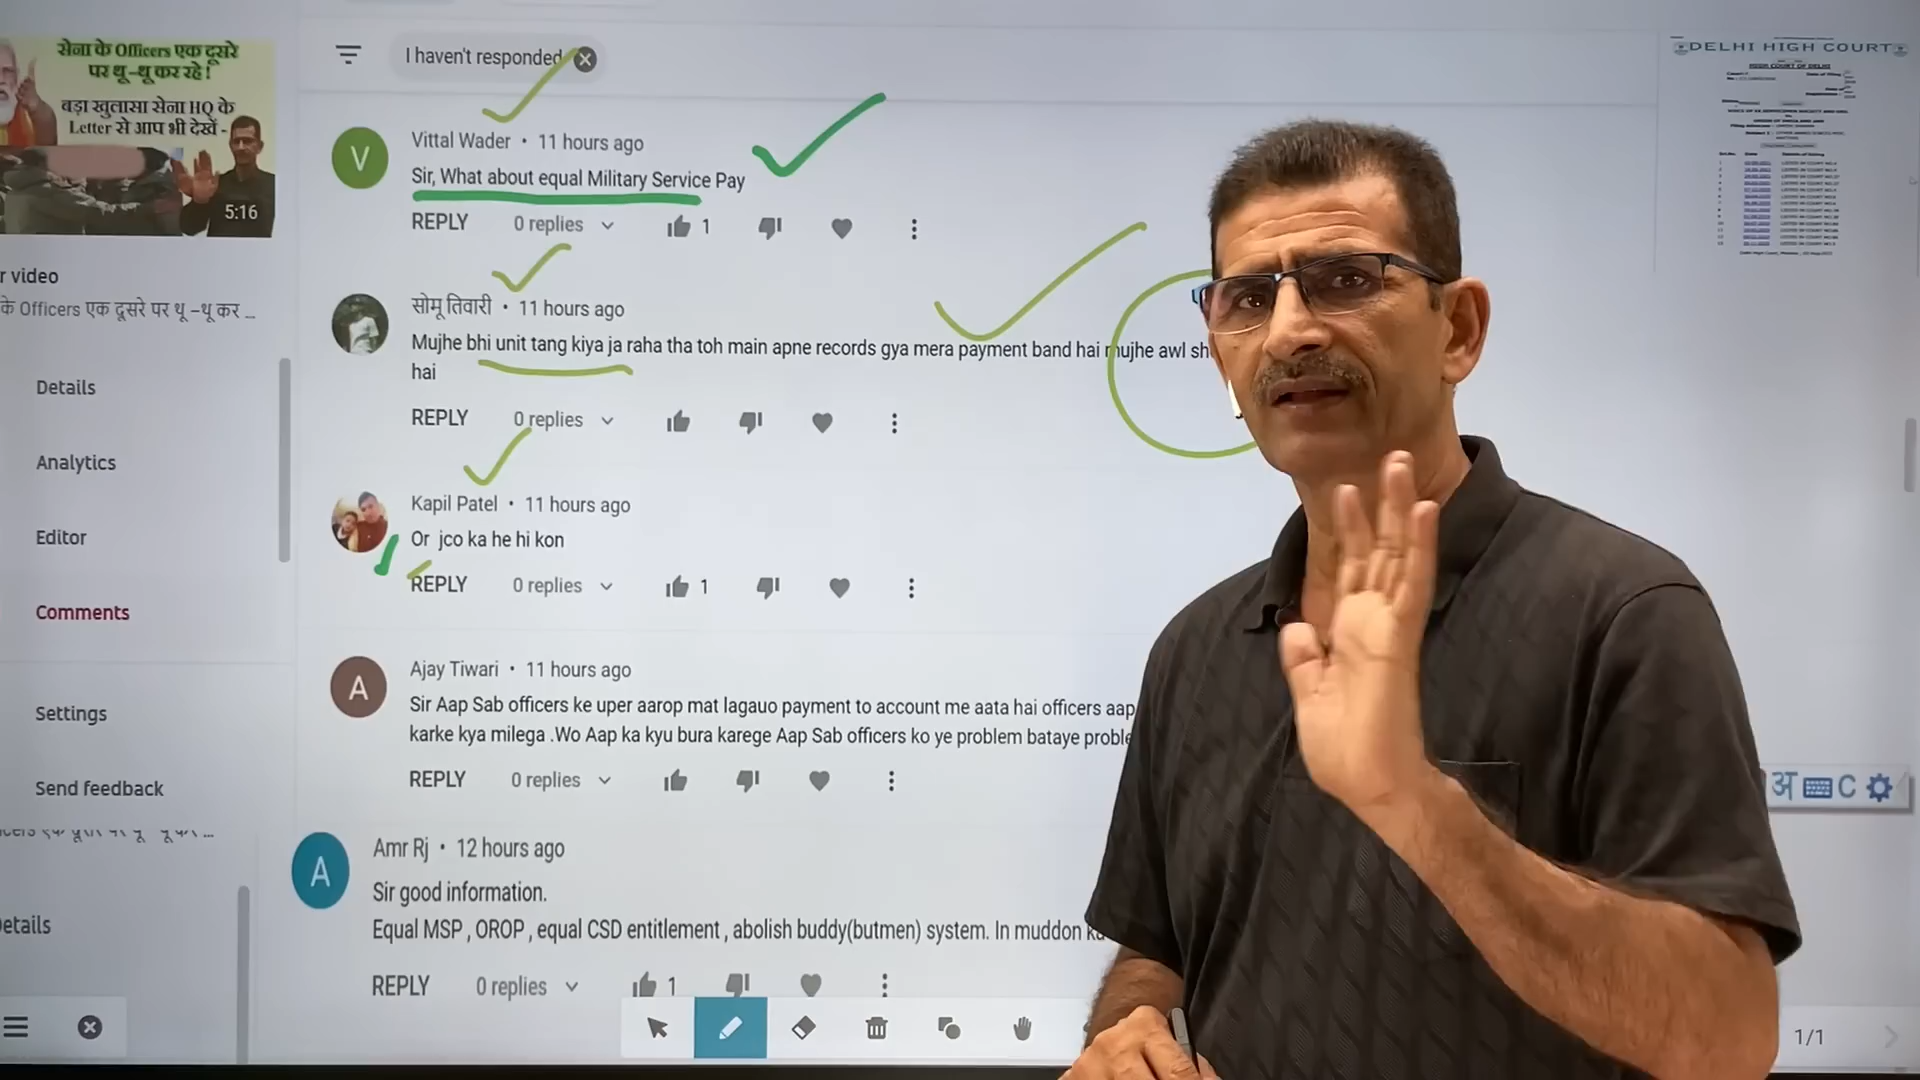 सेना के Officers एक दूसरे
पर थू-थू कर रहे!
बड़ा खुलासा सेना HQ के
Letter से आप भी देखें -
5:16
r video
के Officers एक दूसरे पर थू –थू कर ...
Details
Analytics
Editor
Comments
Settings
Send feedback
etails
I haven't responded
V
Vittal Wader • 11 hours ago
Sir, What about equal Military Service Pay
REPLY 0 replies 1
सोमू तिवारी • 11 hours ago
Mujhe bhi unit tang kiya ja raha tha toh main apne records gya mera payment band hai mujhe awl sh
hai
REPLY 0 replies
Kapil Patel • 11 hours ago
Or jco ka he hi kon
REPLY 0 replies 1
A
Ajay Tiwari • 11 hours ago
Sir Aap Sab officers ke uper aarop mat lagauo payment to account me aata hai officers aap
karke kya milega .Wo Aap ka kyu bura karege Aap Sab officers ko ye problem bataye proble
REPLY 0 replies
A
Amr Rj • 12 hours ago
Sir good information.
Equal MSP , OROP , equal CSD entitlement , abolish buddy(butmen) system. In muddon ka
REPLY 0 replies 1
DELHI HIGH COURT
HIGH COURT OF DELHI
अ C
1/1